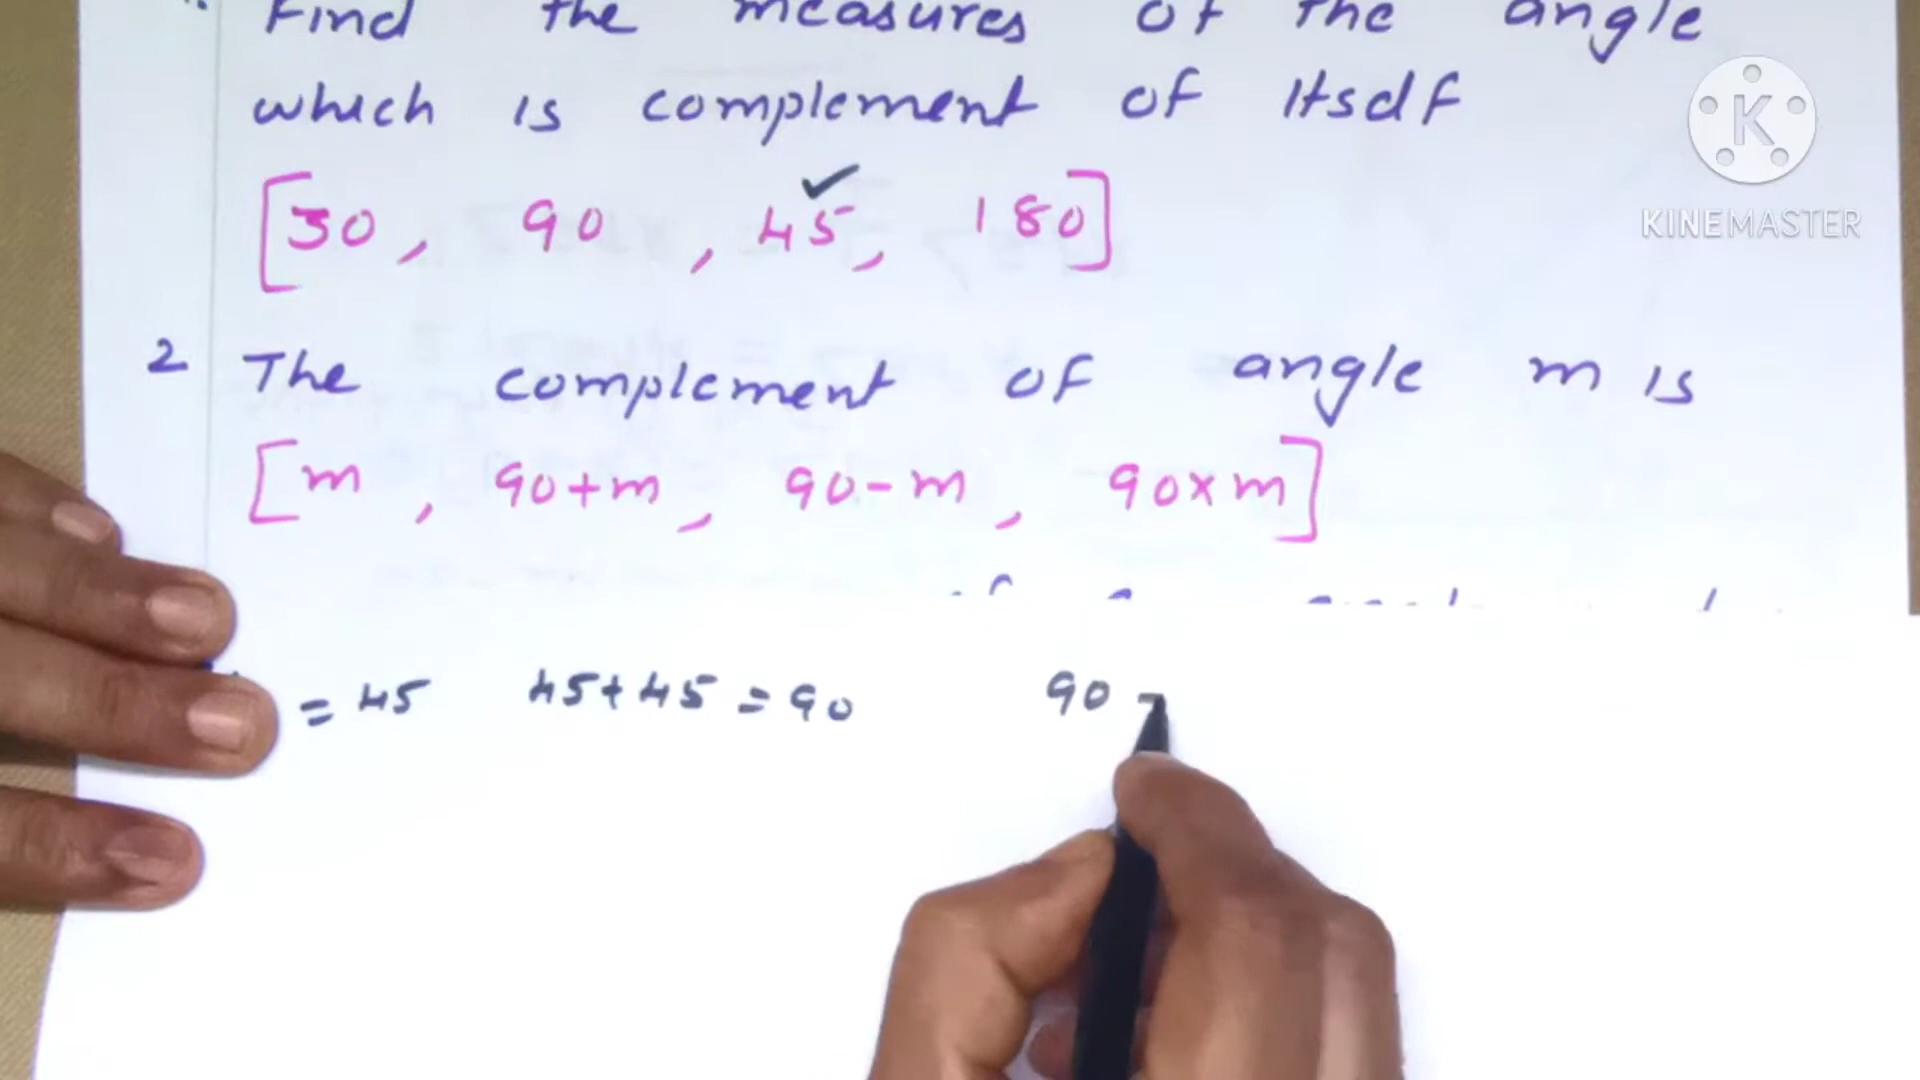 Find the measures of the angle
which is complement of itself
[30, 90, 45, 180]
✓
KINEMASTER
2 The complement of angle m is
[m, 90+m, 90-m, 90×m]
= 45 45+45 = 90 90 -